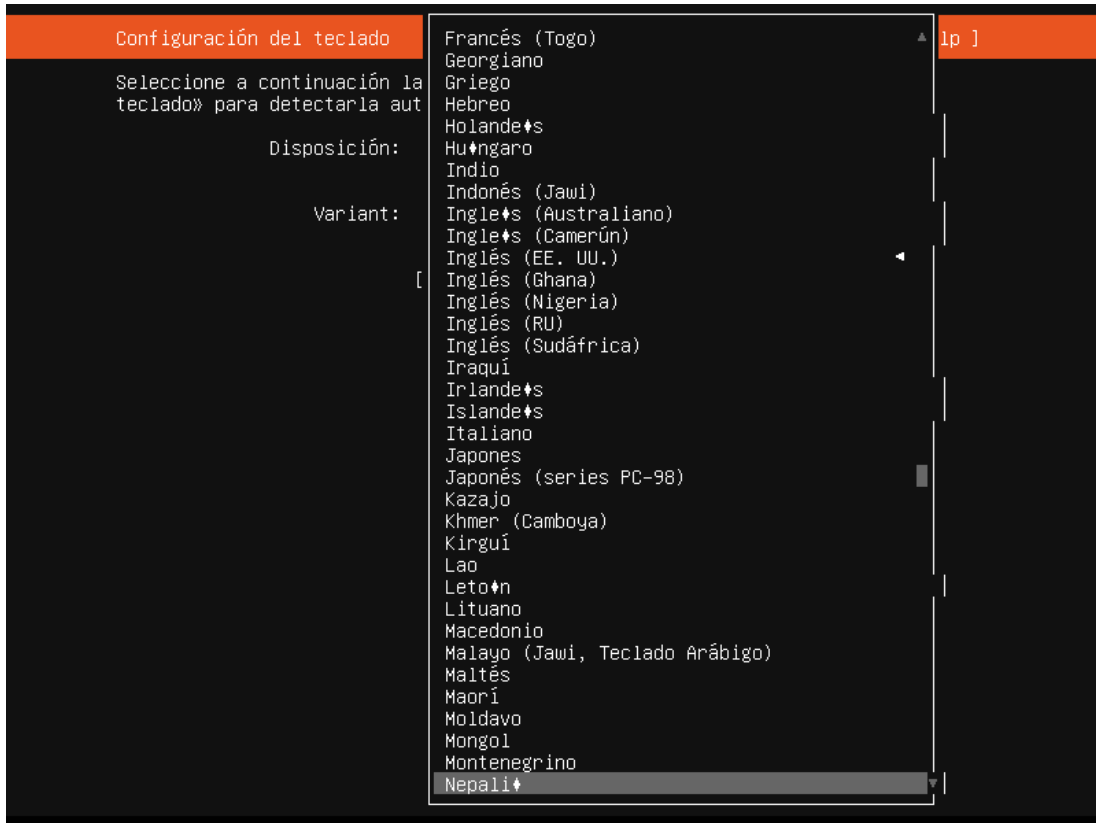 Configuración del teclado
lp ]
Seleccione a continuación la
teclado» para detectarla aut
Disposición:
Variant:
[
Francés (Togo)
Georgiano
Griego
Hebreo
Holande♦s
Hu♦ngaro
Indio
Indonés (Jawi)
Ingle♦s (Australiano)
Ingle♦s (Camerún)
Inglés (EE. UU.)
Inglés (Ghana)
Inglés (Nigeria)
Inglés (RU)
Inglés (Sudáfrica)
Iraquí
Irlande♦s
Islande♦s
Italiano
Japones
Japonés (series PC-98)
Kazajo
Khmer (Camboya)
Kirguí
Lao
Leto♦n
Lituano
Macedonio
Malayo (Jawi, Teclado Arábigo)
Maltés
Maorí
Moldavo
Mongol
Montenegrino
Nepali♦